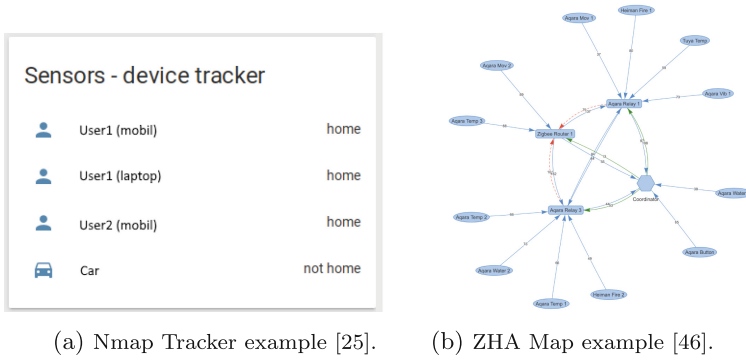 Sensors - device tracker
User1 (mobil) home
User1 (laptop) home
User2 (mobil) home
Car not home
Heiman Fire 1
Aqara Mov 1
Tuya Temp
Aqara Mov 2
Aqara Vib 1
Aqara Relay 1
Aqara Temp 3
Zigbee Router 1
Coordinator
Aqara Water
Aqara Relay 3
Aqara Temp 2
Aqara Button
Aqara Water 2
Heiman Fire 2
Aqara Temp 1
(a) Nmap Tracker example [25].
(b) ZHA Map example [46].